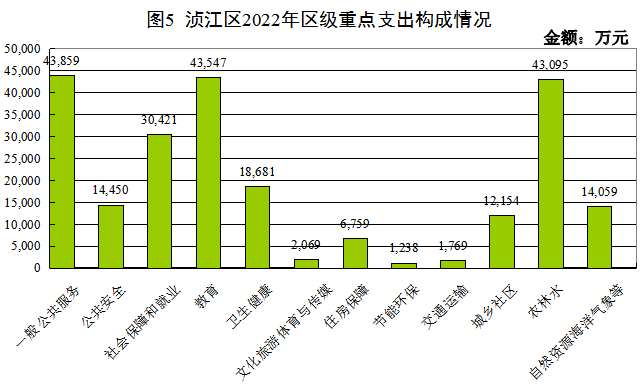 图5 浈江区2022年区级重点支出构成情况
金额：万元
50,000
45,000
40,000
35,000
30,000
25,000
20,000
15,000
10,000
5,000
0
43,859
14,450
30,421
43,547
18,681
2,069
6,759
1,238
1,769
12,154
43,095
14,059
一般公共服务
公共安全
社会保障和就业
教育
卫生健康
文化旅游体育与传媒
住房保障
节能环保
交通运输
城乡社区
农林水
自然资源海洋气象等